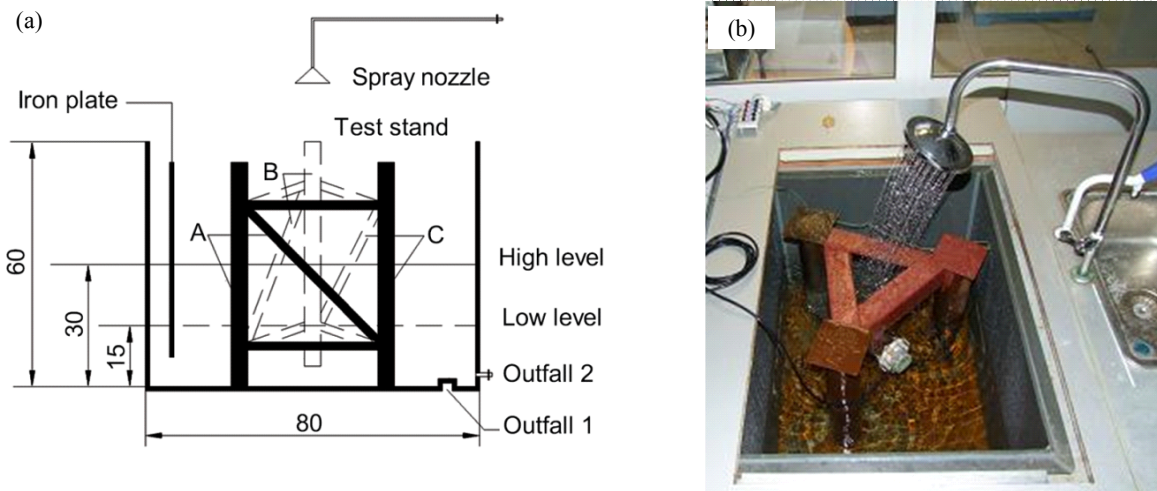 (a)
Spray nozzle
Iron plate
Test stand
B
A
C
60
High level
30
Low level
15
Outfall 2
80
Outfall 1
(b)